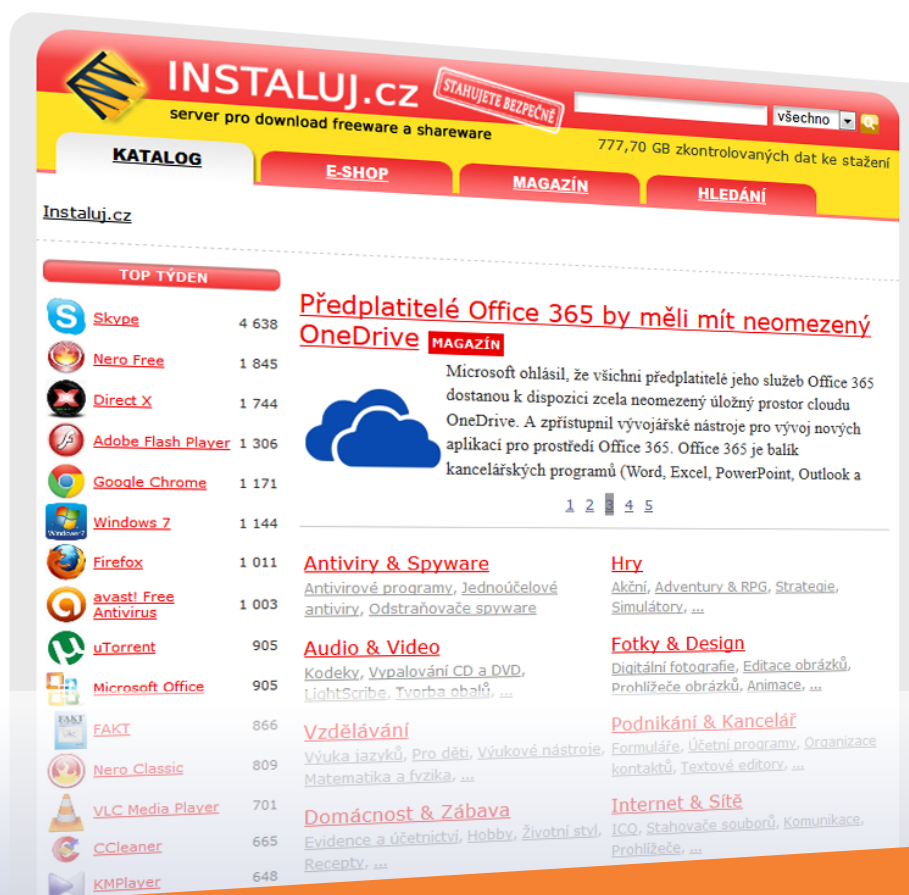 INSTALUJ.cz
STAHUJETE BEZPEČNĚ
všechno
server pro download freeware a shareware
777,70 GB zkontrolovaných dat ke stažení
KATALOG
E-SHOP
MAGAZÍN
HLEDÁNÍ
Instaluj.cz
TOP TÝDEN
Skype 4 638
Nero Free 1 845
Direct X 1 744
Adobe Flash Player 1 306
Google Chrome 1 171
Windows 7 1 144
Firefox 1 011
avast! Free
Antivirus 1 003
uTorrent 905
Microsoft Office 905
FAKT 866
Nero Classic 809
VLC Media Player 701
CCleaner 665
KMPlayer 648
Předplatitelé Office 365 by měli mít neomezený
OneDrive MAGAZÍN
Microsoft ohlásil, že všichni předplatitelé jeho služeb Office 365
dostanou k dispozici zcela neomezený úložný prostor cloudu
OneDrive. A zpřístupnil vývojářské nástroje pro vývoj nových
aplikací pro prostředí Office 365. Office 365 je balík
kancelářských programů (Word, Excel, PowerPoint, Outlook a
1 2 3 4 5
Antiviry & Spyware
Antivirové programy, Jednoúčelové
antiviry, Odstraňovače spyware
Hry
Akční, Adventury & RPG, Strategie,
Simulátory, ...
Audio & Video
Kodeky, Vypalování CD a DVD,
LightScribe, Tvorba obalů, ...
Fotky & Design
Digitální fotografie, Editace obrázků,
Prohlížeče obrázků, Animace, ...
Vzdělávání
Výuka jazyků, Pro děti, Výukové nástroje,
Matematika a fyzika, ...
Podnikání & Kancelář
Formuláře, Účetní programy, Organizace
kontaktů, Textové editory, ...
Domácnost & Zábava
Evidence a účetnictví, Hobby, Životní styl,
Recepty, ...
Internet & Sítě
ICQ, Stahovače souborů, Komunikace,
Prohlížeče, ...